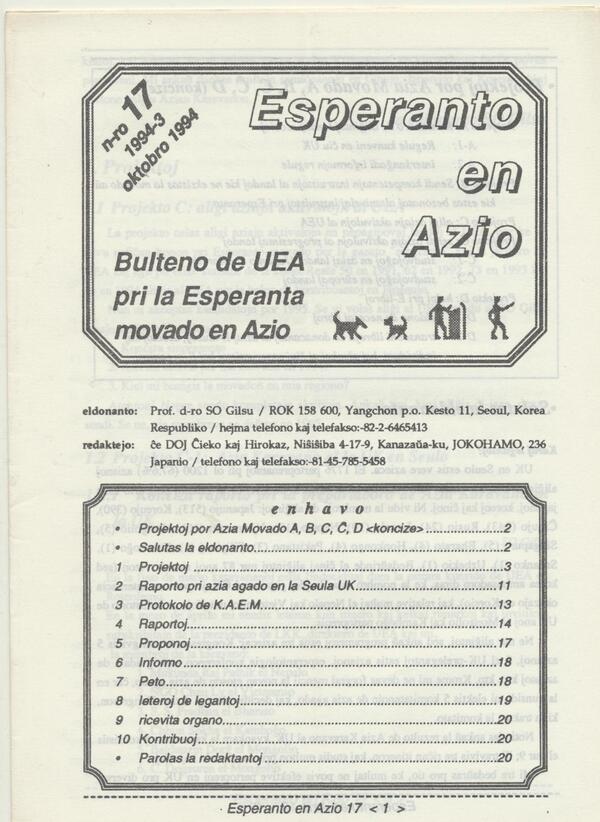 n-ro 17
1994-3
oktobro 1994
Esperanto
en
Azio
Bulteno de UEA
pri la Esperanta
movado en Azio
eldonanto: Prof. d-ro SO Gilsu / ROK 158 600, Yangchon p.o. Kesto 11, Seoul, Korea
Respubliko / hejma telefono kaj telefakso:-82-2-6465413
redaktejo: ĉe DOJ Ĉieko kaj Hirokaz, Niŝiŝiba 4-17-9, Kanazaŭa-ku, JOKOHAMO, 236
Japanio / telefono kaj telefakso:-81-45-785-5458
enhavo
• Projektoj por Azia Movado A, B, C, Ĉ, D <koncize> 2
• Salutas la eldonanto 2
1 Projektoj 3
2 Raporto pri azia agado en la Seula UK 11
3 Protokolo de K.A.E.M. 13
4 Raportoj 14
5 Proponoj 17
6 Informo 18
7 Peto 18
8 leteroj de legantoj 19
9 ricevita organo 20
10 Kontribuoj 20
• Parolas la redaktantoj 20
Esperanto en Azio 17 < 1 >